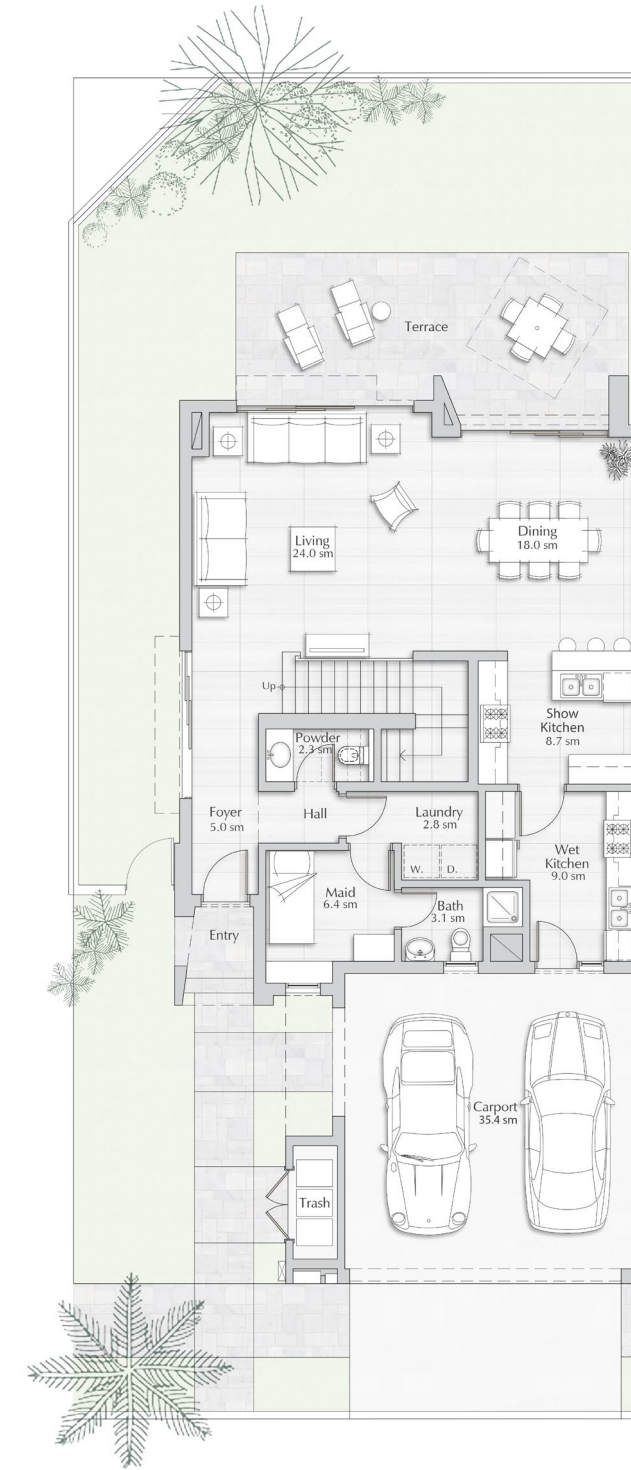 Terrace
Living
24.0 sm
Dining
18.0 sm
Up
Show
Kitchen
8.7 sm
Powder
2.3 sm
Foyer
5.0 sm
Hall
Laundry
2.8 sm
W.
D.
Wet
Kitchen
9.0 sm
Maid
6.4 sm
Bath
3.1 sm
Entry
Carport
35.4 sm
Trash